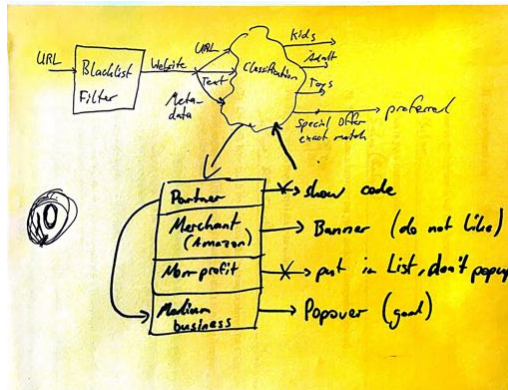 URL
Blacklist
Filter
Website
URL
Text
Meta-
data
Classification
Kids
Adult
Toys
Special Offer
exact match
preferred
Partner
show code
Merchant
(Amazon)
Banner (do not like)
Non-profit
put in List, don't popup
Medium
business
Popover (good)